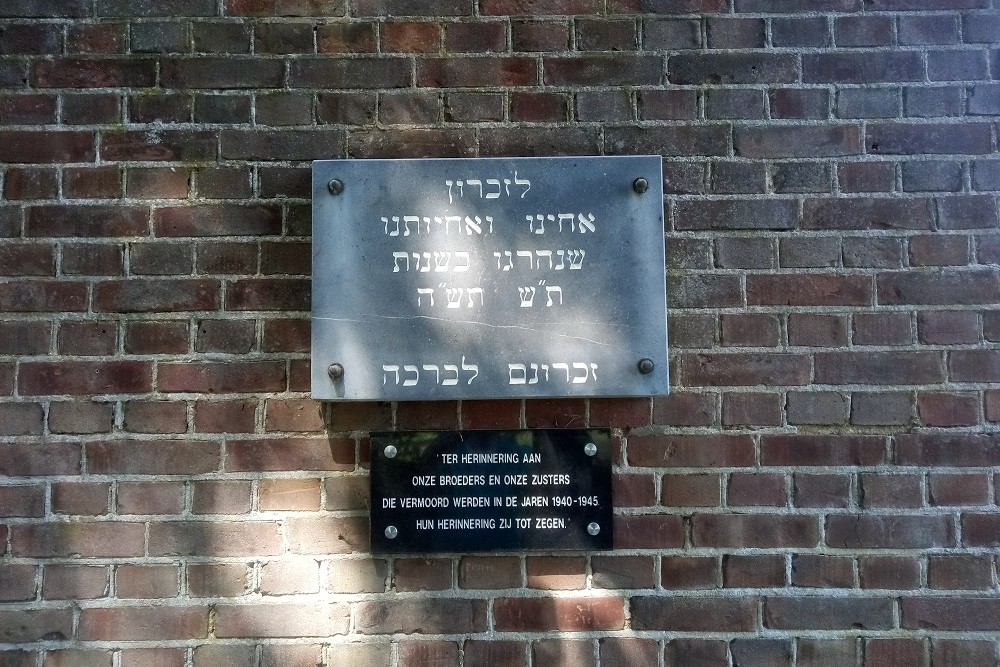 לזכרון
אחינו ואחיותנו
שנהרגו בשנות
ת"ש תש"ה
זכרונם לברכה
'TER HERINNERING AAN
ONZE BROEDERS EN ONZE ZUSTERS
DIE VERMOORD WERDEN IN DE JAREN 1940-1945.
HUN HERINNERING ZIJ TOT ZEGEN.'